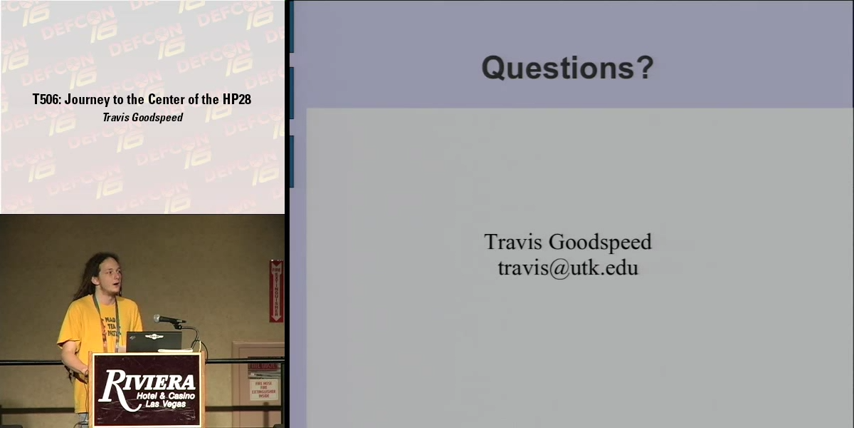 DEFCON 16
T506: Journey to the Center of the HP28
Travis Goodspeed
Questions?
Travis Goodspeed
travis@utk.edu
RIVIERA
Hotel & Casino
Las Vegas